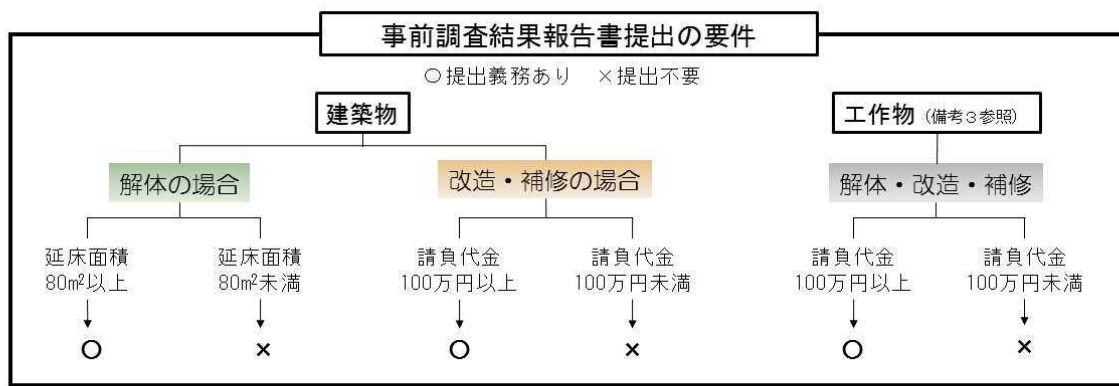 事前調査結果報告書提出の要件
○提出義務あり ×提出不要
建築物
工作物（備考３参照）
解体の場合
改造・補修の場合
解体・改造・補修
延床面積
80m²以上
延床面積
80m²未満
請負代金
100万円以上
請負代金
100万円未満
請負代金
100万円以上
請負代金
100万円未満
○
×
○
×
○
×